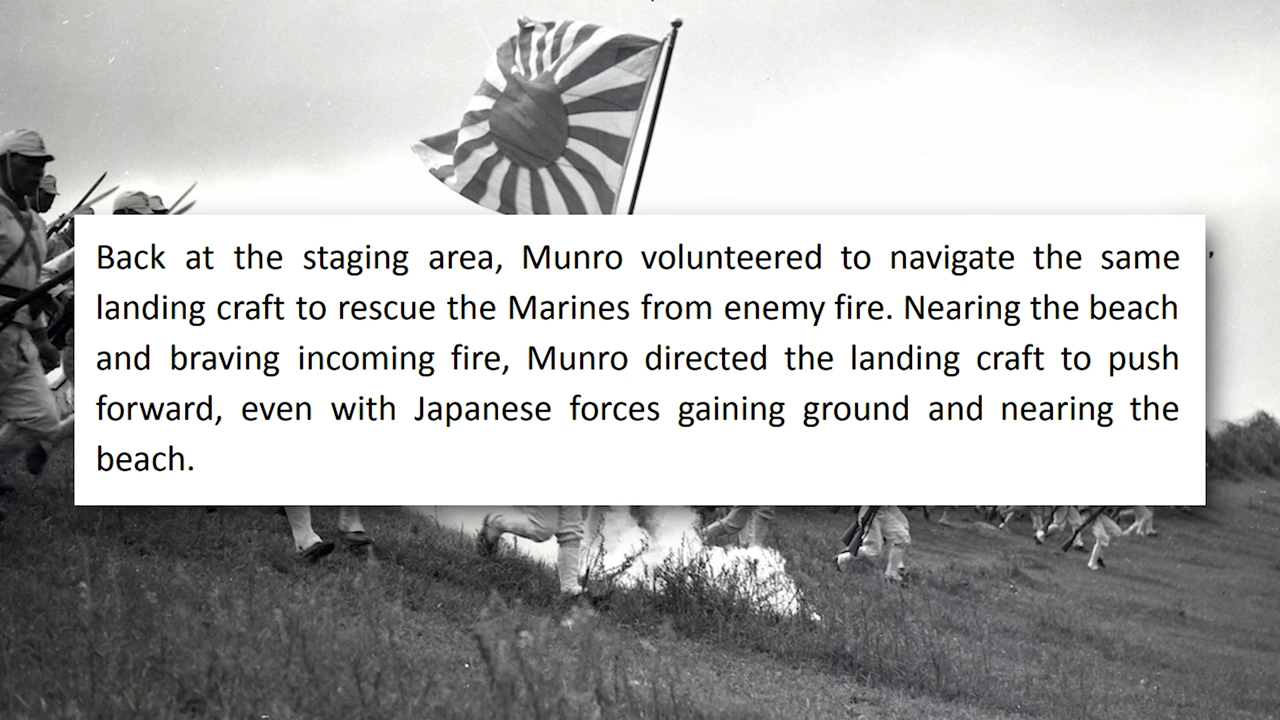 Back at the staging area, Munro volunteered to navigate the same
landing craft to rescue the Marines from enemy fire. Nearing the beach
and braving incoming fire, Munro directed the landing craft to push
forward, even with Japanese forces gaining ground and nearing the
beach.